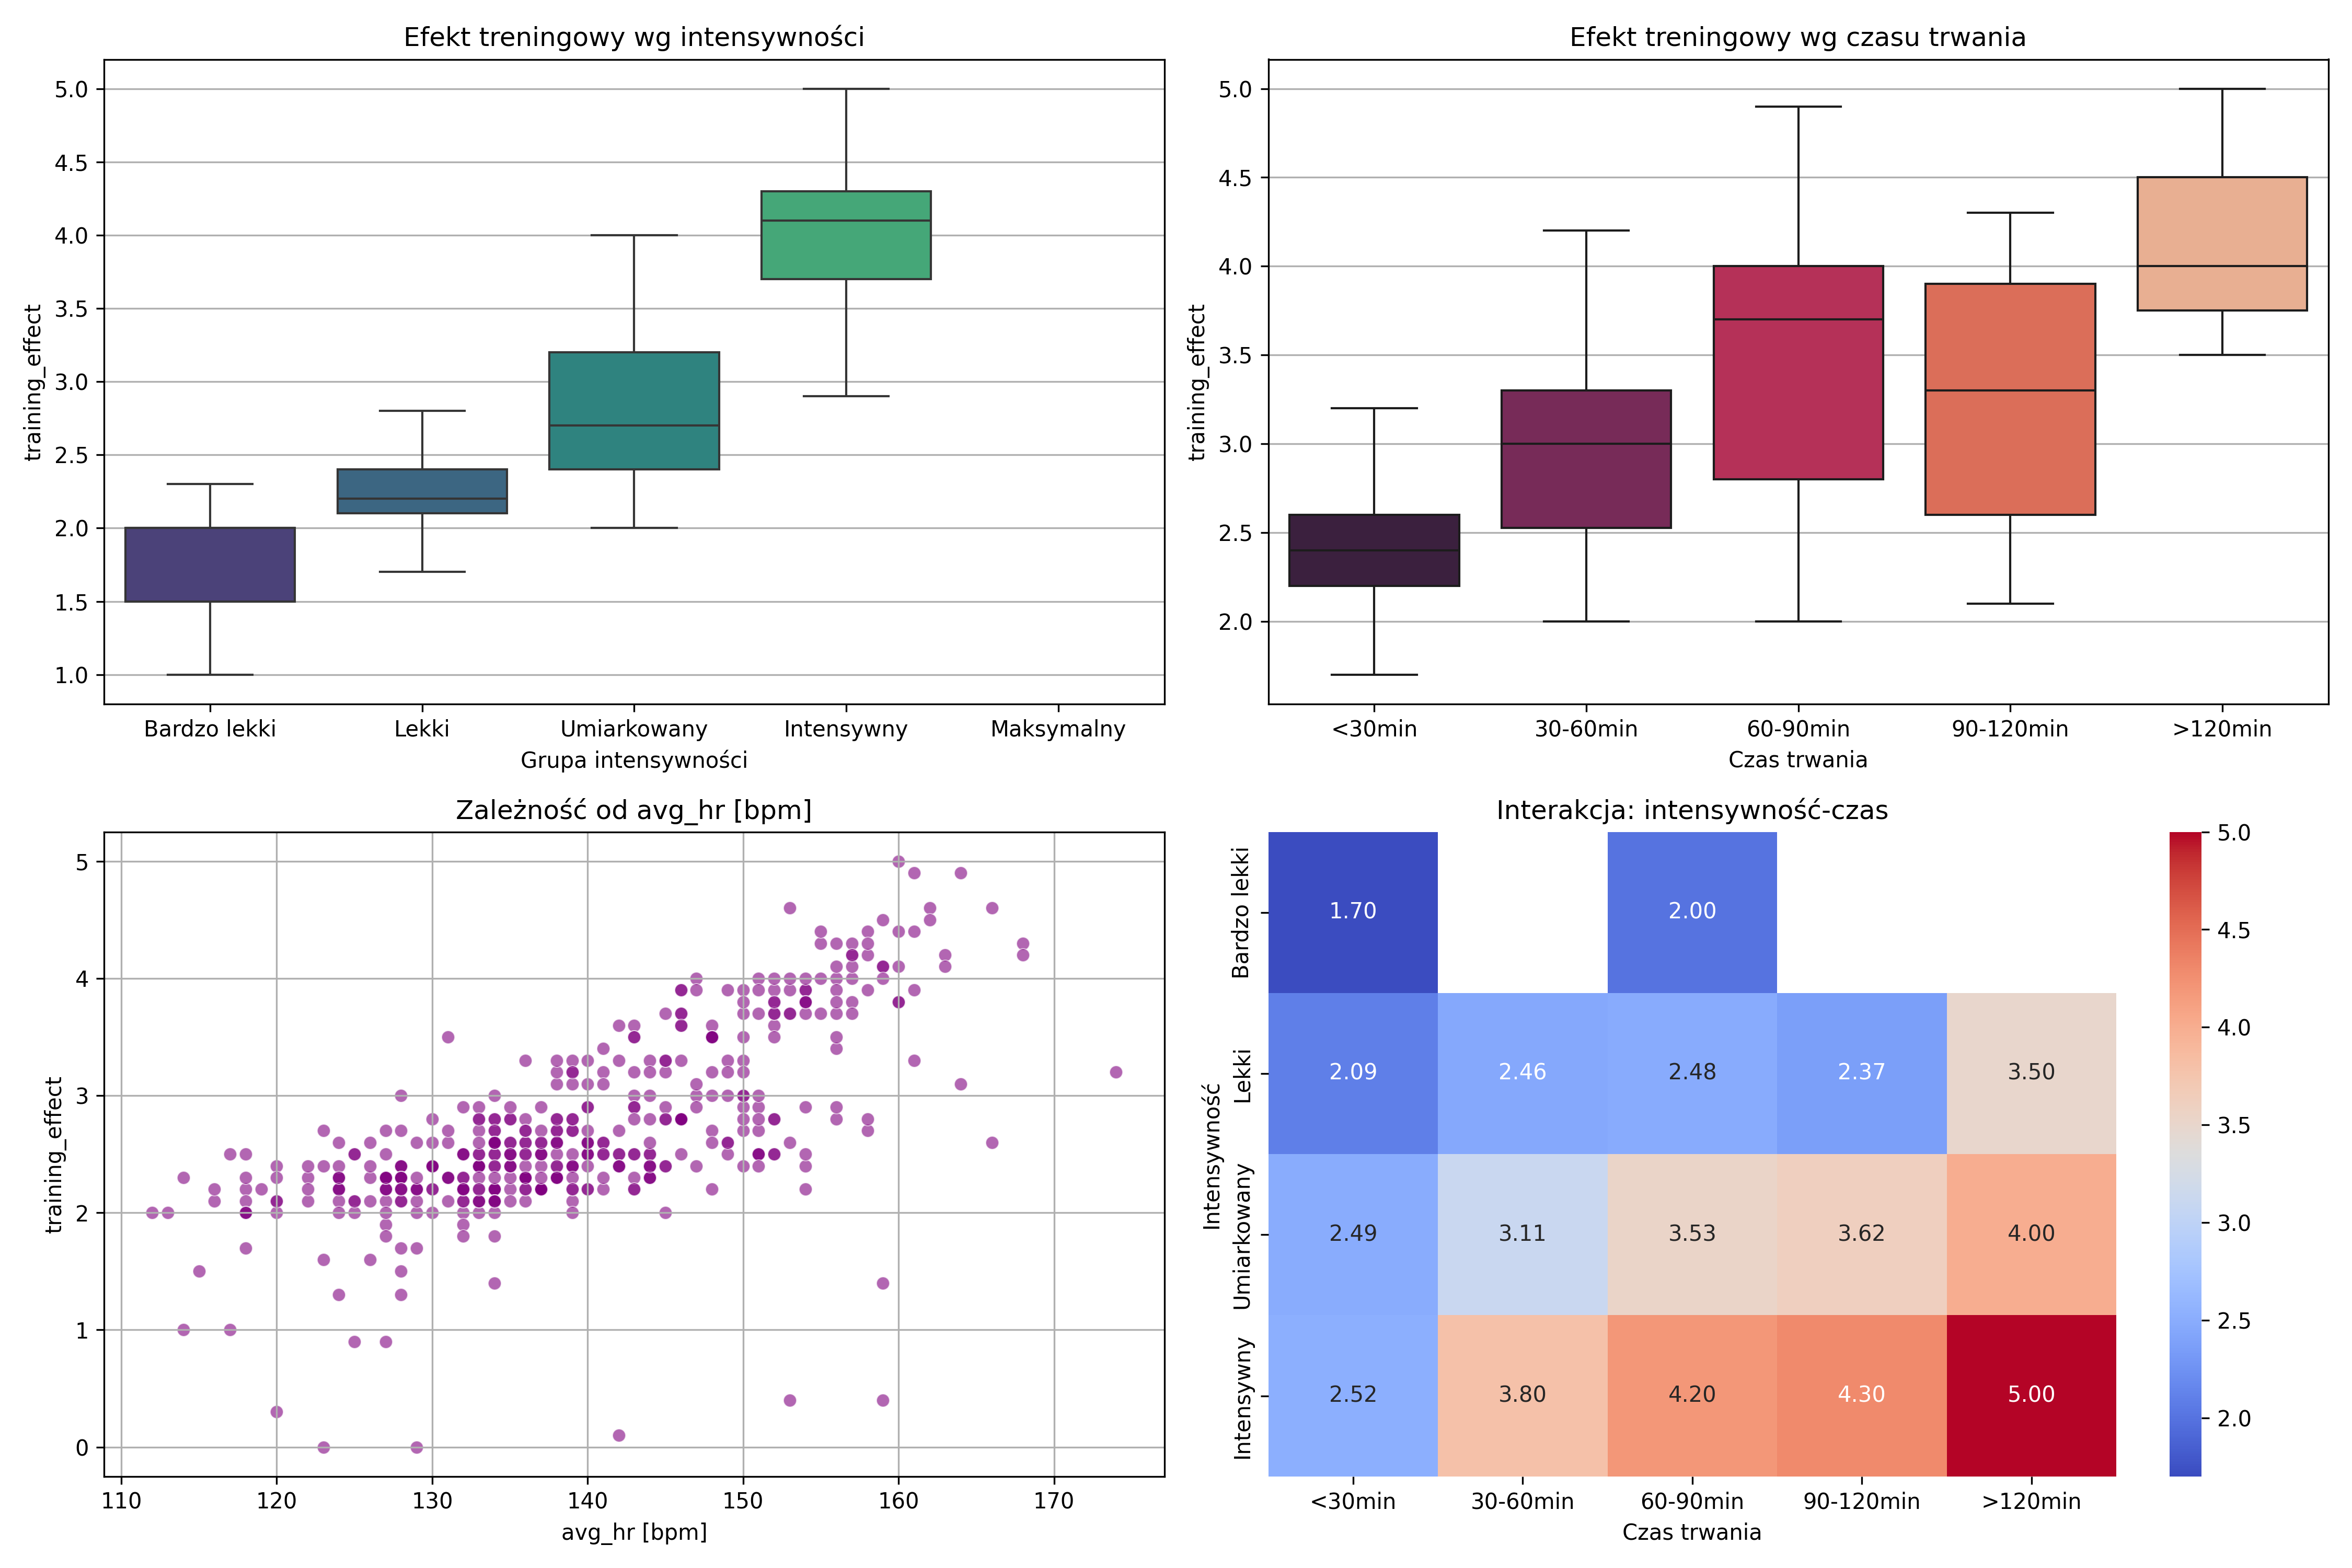 Efekt treningowy wg intensywności
training_effect
5.0
4.5
4.0
3.5
3.0
2.5
2.0
1.5
1.0
Bardzo lekki Lekki Umiarkowany Intensywny Maksymalny
Grupa intensywności
Efekt treningowy wg czasu trwania
training_effect
5.0
4.5
4.0
3.5
3.0
2.5
2.0
<30min 30-60min 60-90min 90-120min >120min
Czas trwania
Zależność od avg_hr [bpm]
training_effect
5
4
3
2
1
0
110 120 130 140 150 160 170
avg_hr [bpm]
Interakcja: intensywność-czas
Intensywność
Bardzo lekki
1.70 2.00
Lekki
2.09 2.46 2.48 2.37 3.50
Umiarkowany
2.49 3.11 3.53 3.62 4.00
Intensywny
2.52 3.80 4.20 4.30 5.00
<30min 30-60min 60-90min 90-120min >120min
Czas trwania
5.0
4.5
4.0
3.5
3.0
2.5
2.0